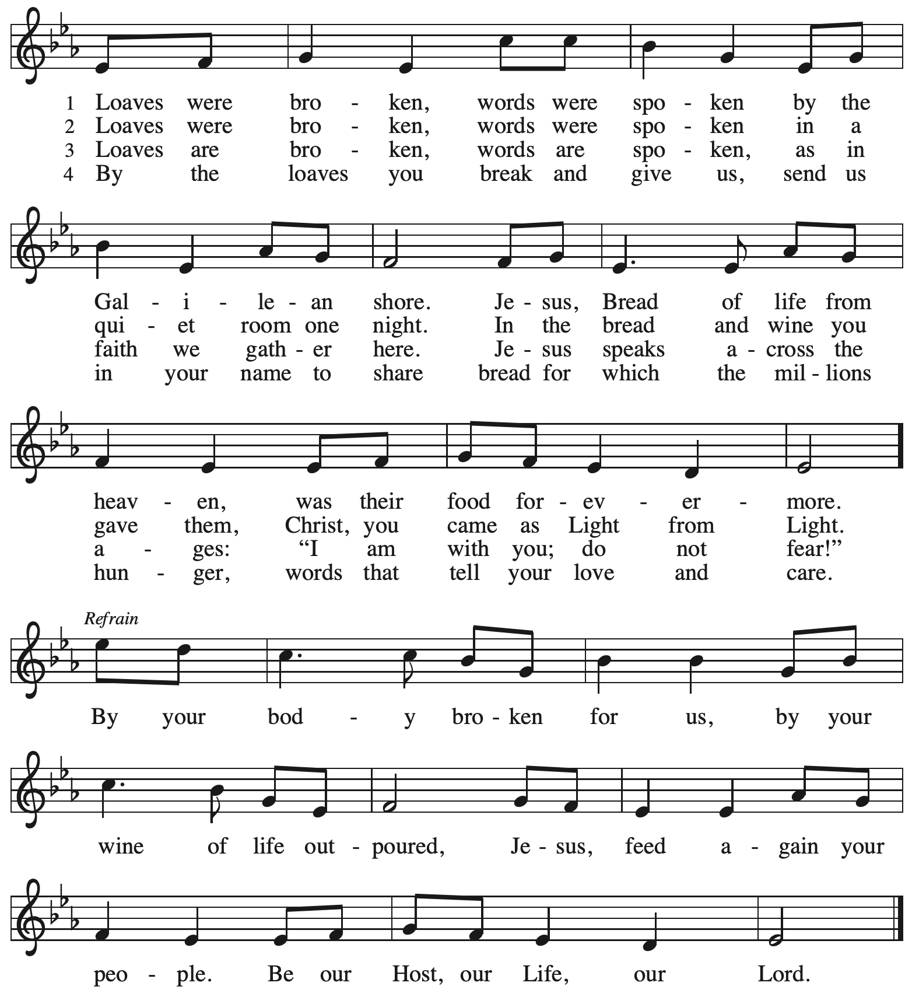 1 Loaves were bro - ken, words were spo - ken by the
2 Loaves were bro - ken, words were spo - ken in a
3 Loaves are bro - ken, words are spo - ken, as in
4 By the loaves you break and give us, send us
Gal - i - le - an shore. Je - sus, Bread of life from
qui - et room one night. In the bread and wine you
faith we gath - er here. Je - sus speaks a - cross the
in your name to share bread for which the mil - lions
heav - en, was their food for - ev - er - more.
gave them, Christ, you came as Light from Light.
a - ges: “I am with you; do not fear!”
hun - ger, words that tell your love and care.
Refrain
By your bod - y bro - ken for us, by your
wine of life out - poured, Je - sus, feed a - gain your
peo - ple. Be our Host, our Life, our Lord.